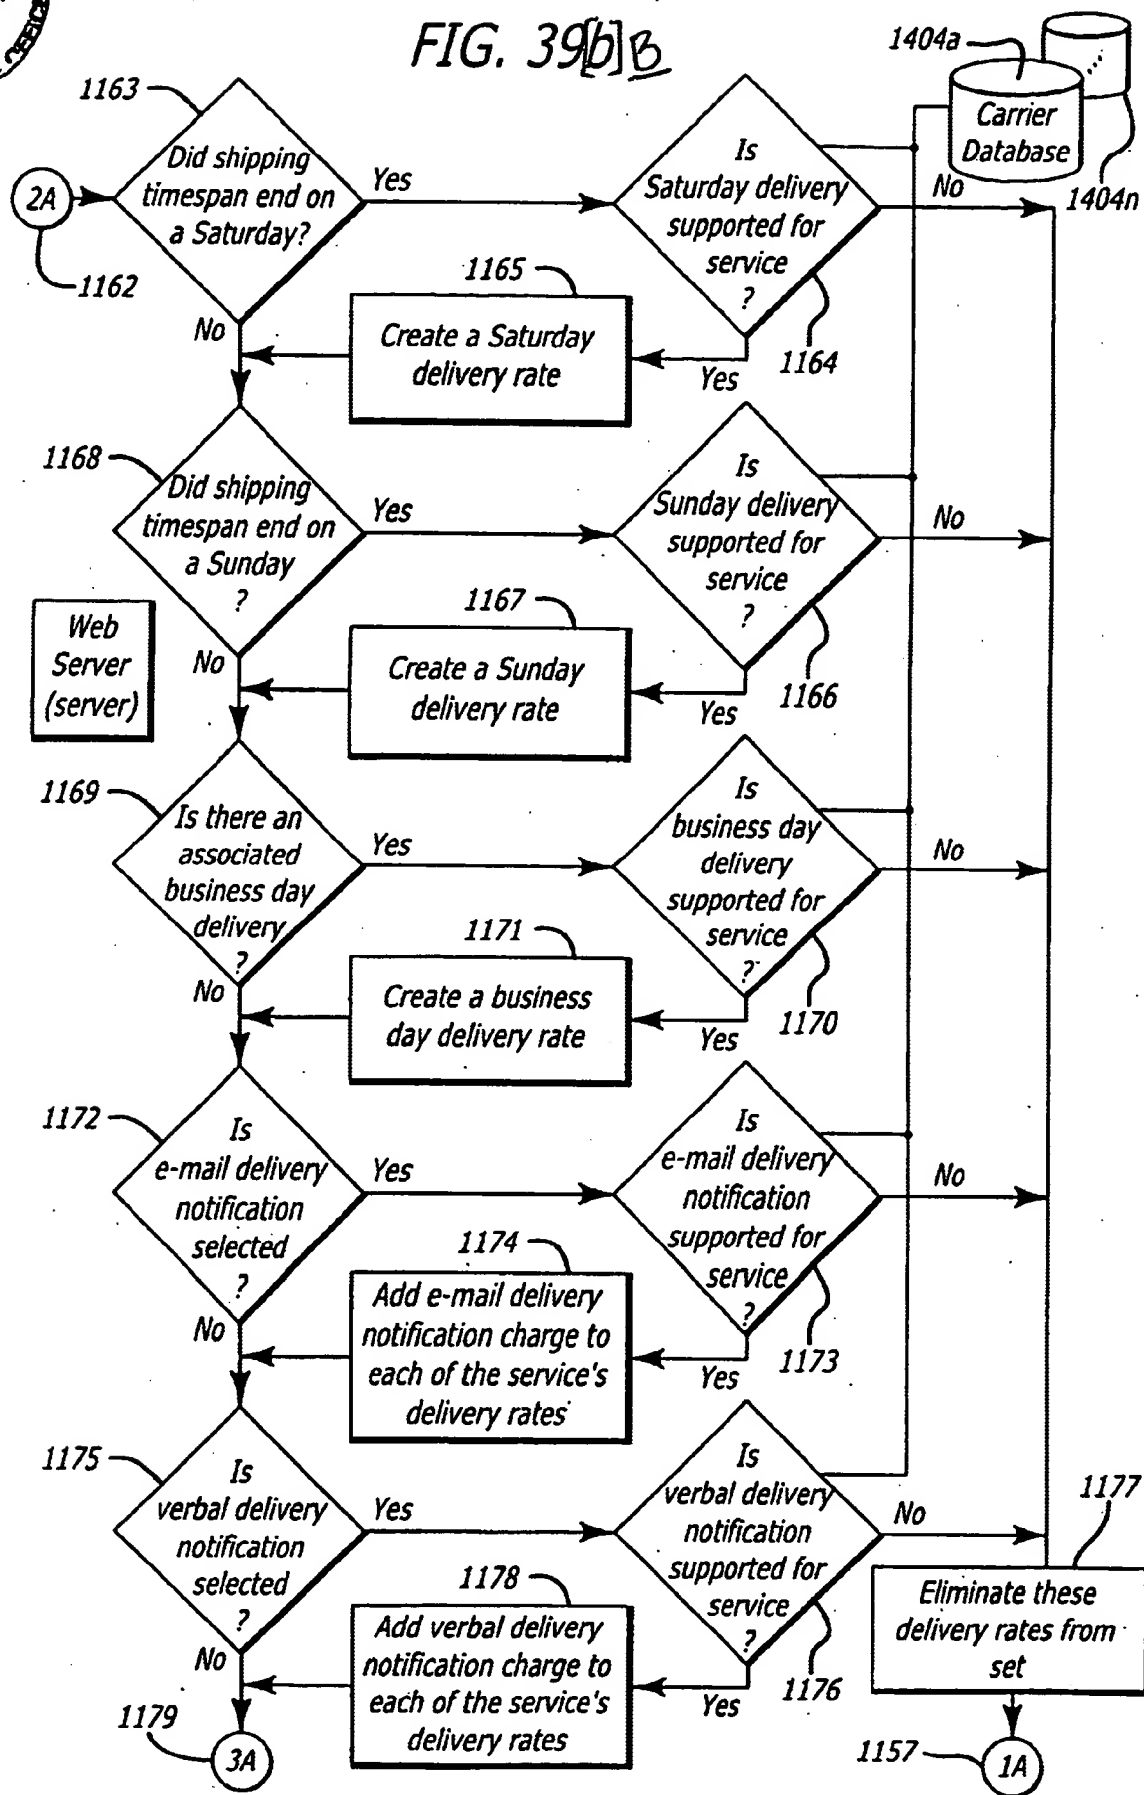 OFFICE
FIG. 39[b]B
1404a
1163
Did shipping
timespan end on
a Saturday?
Yes
Is
Saturday delivery
supported for
service
?
No
Carrier
Database
1404n
2A
1162
1165
Create a Saturday
delivery rate
No
Yes
1164
1168
Did shipping
timespan end on
a Sunday
?
Yes
Is
Sunday delivery
supported for
service
?
No
Web
Server
(server)
1167
Create a Sunday
delivery rate
No
Yes
1166
1169
Is there an
associated
business day
delivery
?
Yes
Is
business day
delivery
supported for
service
?
No
1171
Create a business
day delivery rate
No
Yes
1170
1172
Is
e-mail delivery
notification
selected
?
Yes
Is
e-mail delivery
notification
supported for
service
?
No
1174
Add e-mail delivery
notification charge to
each of the service's
delivery rates
No
Yes
1173
1175
Is
verbal delivery
notification
selected
?
Yes
Is
verbal delivery
notification
supported for
service
?
No
1177
Eliminate these
delivery rates from
set
1178
Add verbal delivery
notification charge to
each of the service's
delivery rates
No
Yes
1176
1179
3A
1157
1A